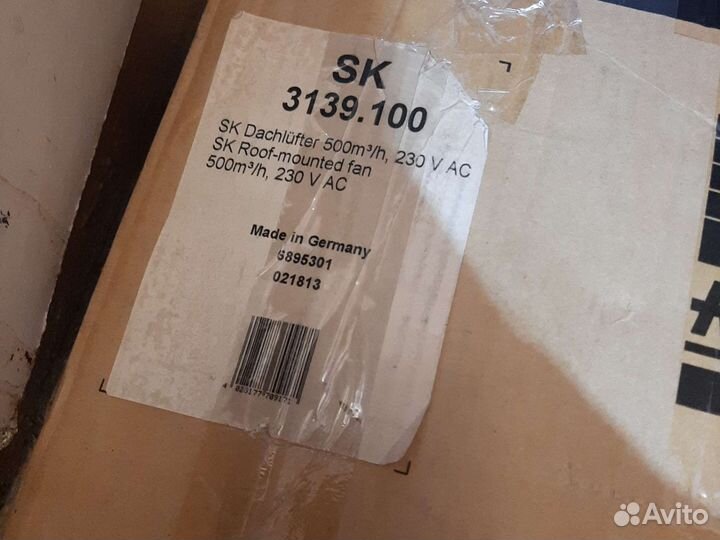 SK
3139.100
SK Dachlüfter 500m³/h, 230 V AC
SK Roof-mounted fan
500m³/h, 230 V AC
Made in Germany
6895301
021813
Avito